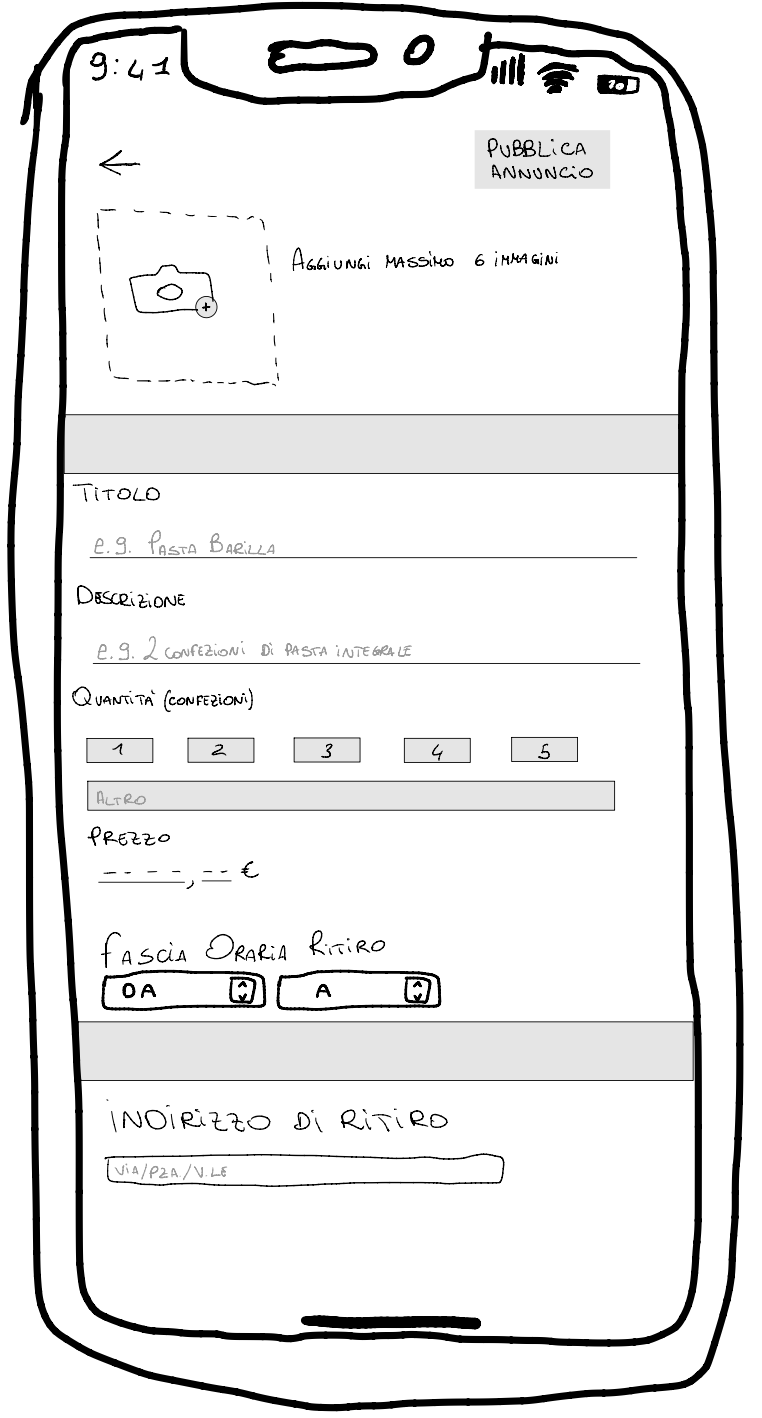 9:41
20
PUBBLICA
ANNUNCIO
AGGIUNGI MASSIMO 6 IMMAGINI
TITOLO
e.g. PASTA BARILLA
DESCRIZIONE
e.g. 2 CONFEZIONI DI PASTA INTEGRALE
QUANTITÀ (CONFEZIONI)
1 2 3 4 5
ALTRO
PREZZO
_ _ _ _ , _ _ €
FASCIA ORARIA RITIRO
DA A
INDIRIZZO DI RITIRO
VIA/PZA./V.LE